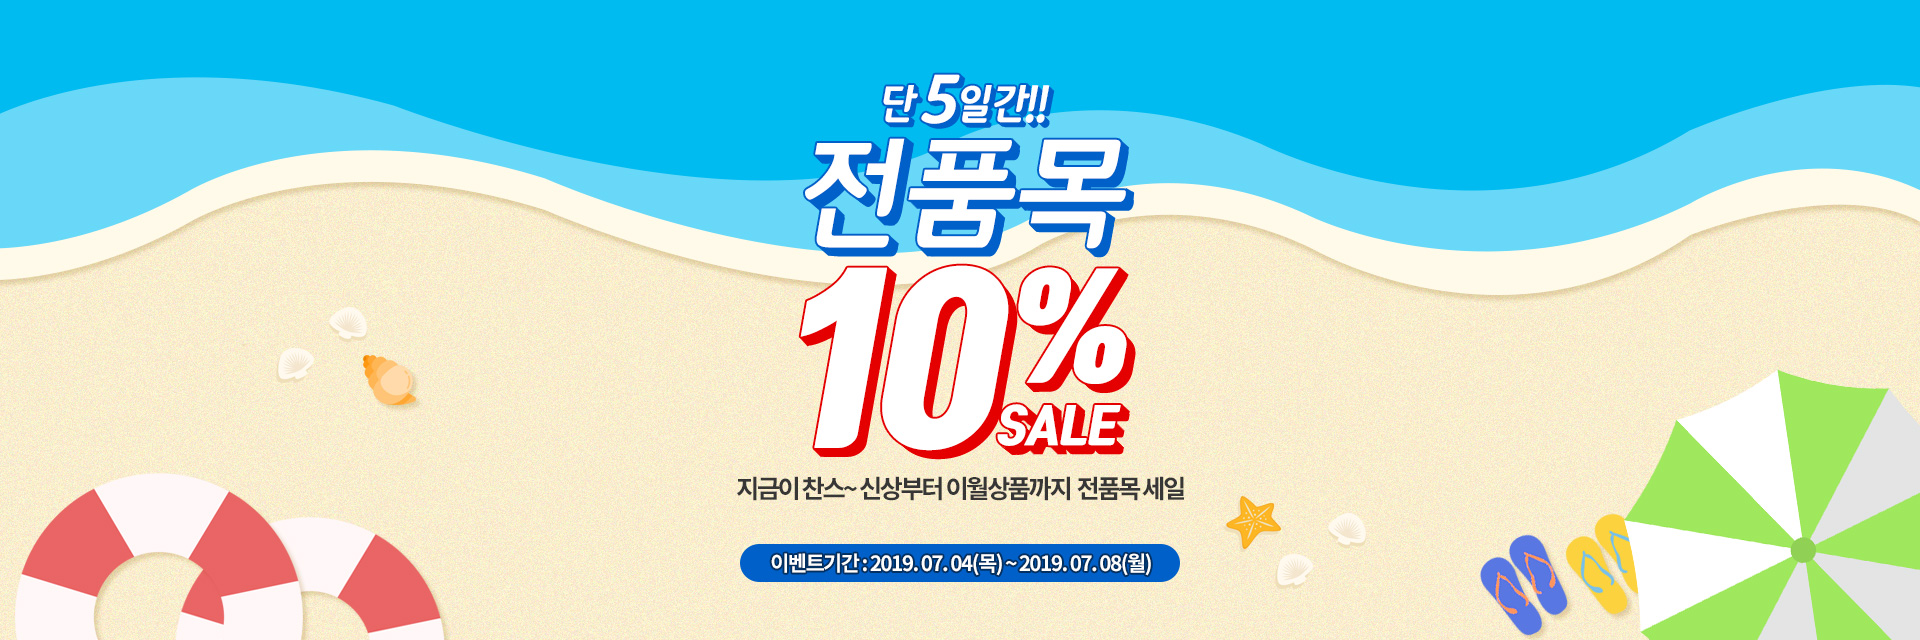 단 5일간!!
전품목
10%
SALE
지금이 찬스~ 신상부터 이월상품까지 전품목 세일
이벤트기간 : 2019. 07. 04(목) ~ 2019. 07. 08(월)